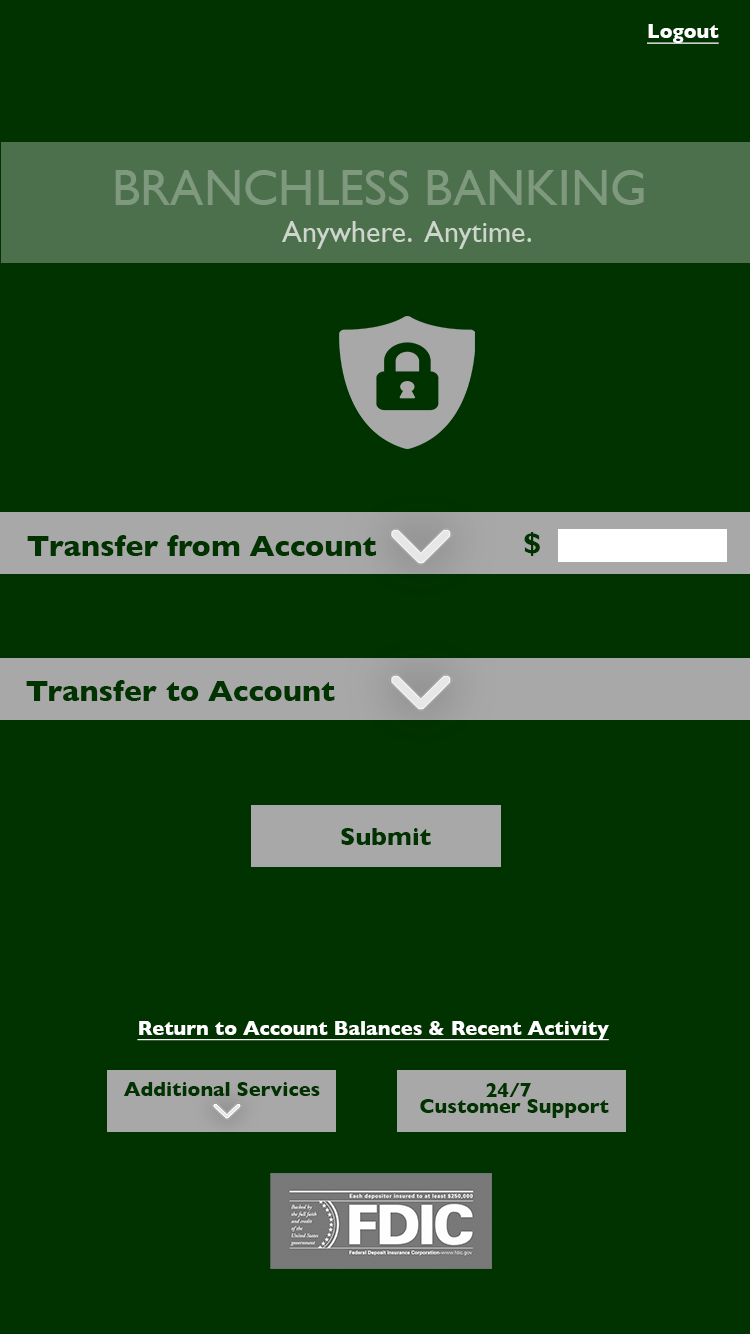 Logout
BRANCHLESS BANKING
Anywhere. Anytime.
Transfer from Account $
Transfer to Account
Submit
Return to Account Balances & Recent Activity
Additional Services
24/7
Customer Support
Each depositor insured to at least $250,000
Backed by
the full faith
and credit
of the
United States
government
FDIC
Federal Deposit Insurance Corporation•www.fdic.gov